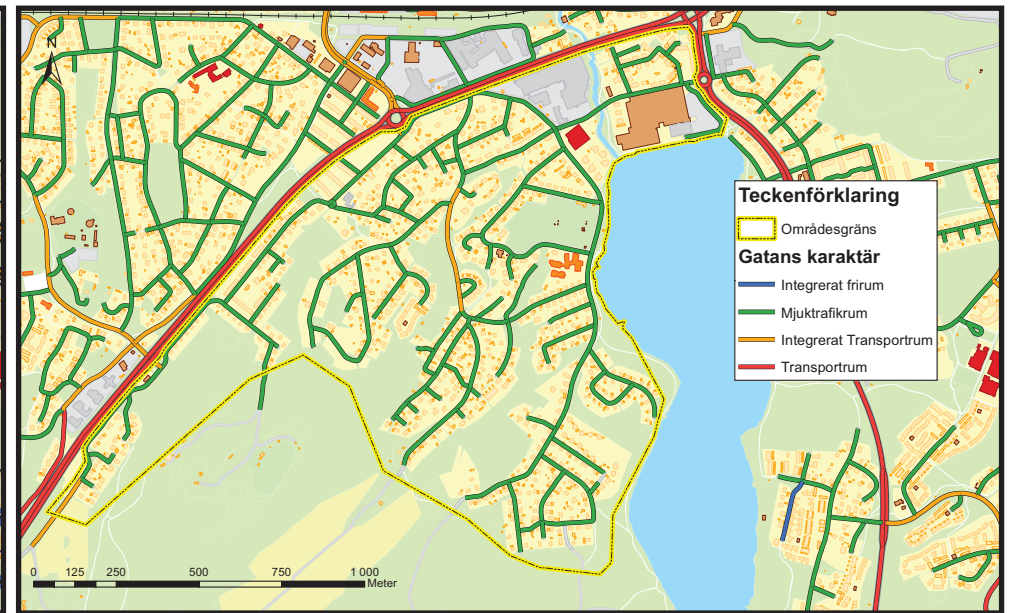 N
Teckenförklaring
Områdesgräns
Gatans karaktär
Integrerat frirum
Mjuktrafikrum
Integrerat Transportrum
Transportrum
0 125 250 500 750 1 000
Meter